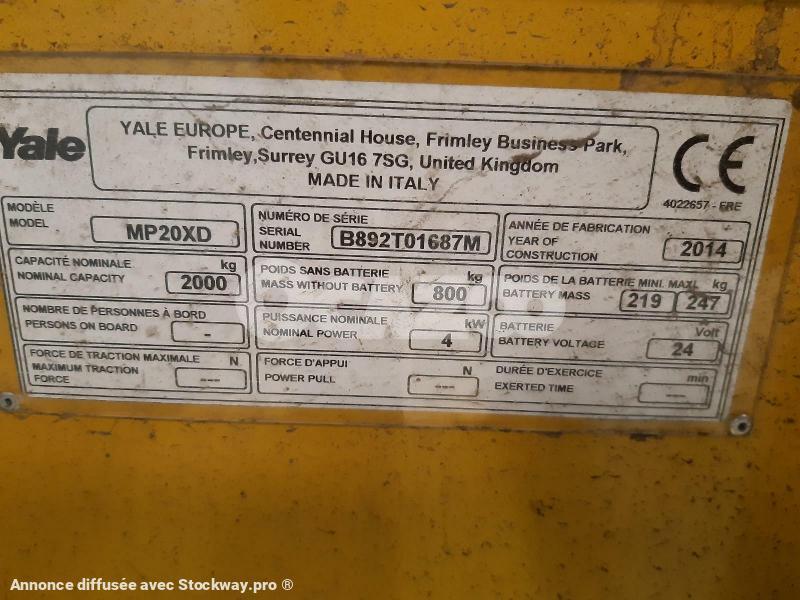 Yale
YALE EUROPE, Centennial House, Frimley Business Park,
Frimley,Surrey GU16 7SG, United Kingdom
MADE IN ITALY
CE
4022657 - FRE
MODÈLE
MODEL
MP20XD
NUMÉRO DE SÉRIE
SERIAL
NUMBER
B892T01687M
ANNÉE DE FABRICATION
YEAR OF
CONSTRUCTION
2014
CAPACITÉ NOMINALE kg
NOMINAL CAPACITY
2000
POIDS SANS BATTERIE kg
MASS WITHOUT BATTERY
800
POIDS DE LA BATTERIE MINI. MAXI. kg
BATTERY MASS
219 247
NOMBRE DE PERSONNES À BORD
PERSONS ON BOARD
-
PUISSANCE NOMINALE kW
NOMINAL POWER
4
BATTERIE Volt
BATTERY VOLTAGE
24
FORCE DE TRACTION MAXIMALE N
MAXIMUM TRACTION
FORCE
---
FORCE D'APPUI N
POWER PULL
---
DURÉE D'EXERCICE min
EXERTED TIME
---
Annonce diffusée avec Stockway.pro ®